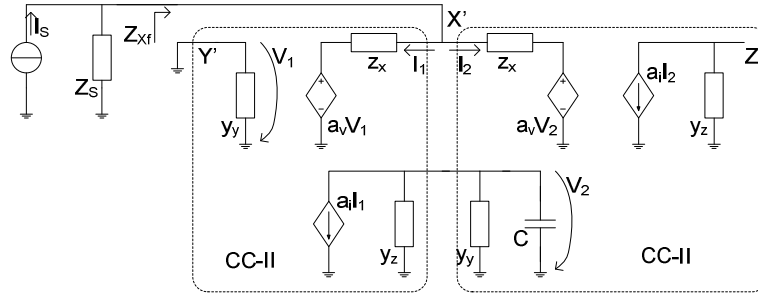 I_S
Z_S
Z_Xf
Y'
V_1
y_y
z_x
a_vV_1
I_1
X'
I_2
z_x
a_vV_2
a_iI_2
y_z
Z
a_iI_1
y_z
y_y
C
V_2
CC-II
CC-II